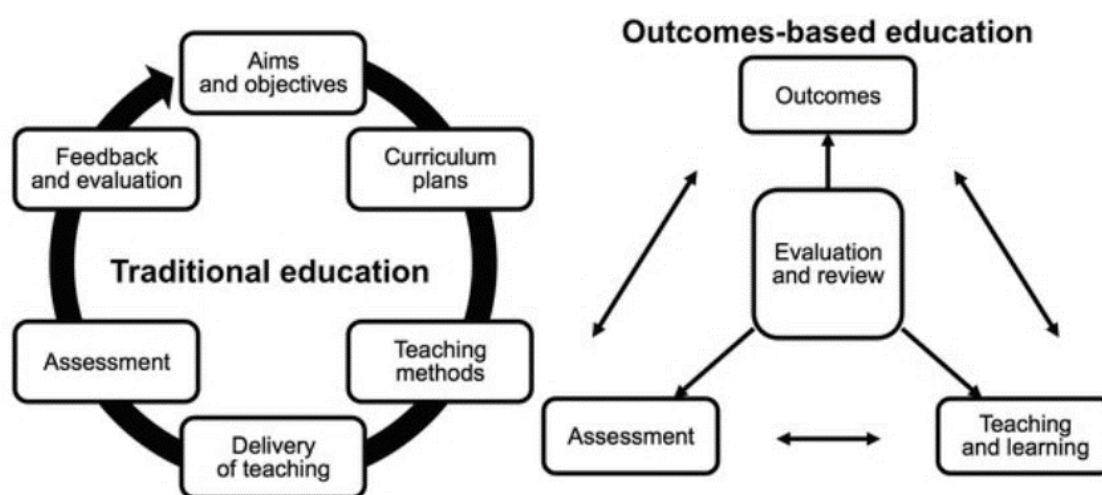 Traditional education
Aims
and objectives
Curriculum
plans
Teaching
methods
Delivery
of teaching
Assessment
Feedback
and evaluation
Outcomes-based education
Outcomes
Evaluation
and review
Assessment
Teaching
and learning